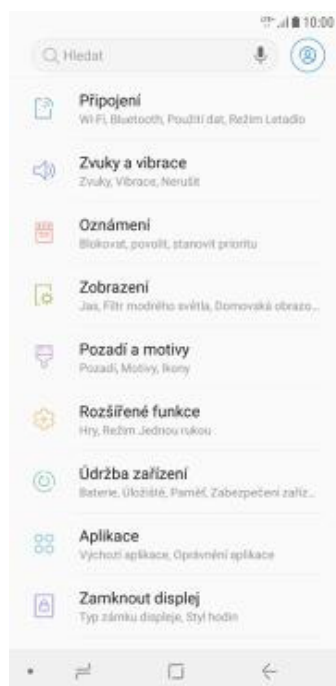 10:00
Hledat
Připojení
Wi-Fi, Bluetooth, Použití dat, Režim Letadlo
Zvuky a vibrace
Zvuky, Vibrace, Nerušit
Oznámení
Blokovat, povolit, stanovit prioritu
Zobrazení
Jas, Filtr modrého světla, Domovská obrazo...
Pozadí a motivy
Pozadí, Motivy, Ikony
Rozšířené funkce
Hry, Režim Jednou rukou
Údržba zařízení
Baterie, Úložiště, Paměť, Zabezpečení zaříz...
Aplikace
Výchozí aplikace, Oprávnění aplikace
Zamknout displej
Typ zámku displeje, Styl hodin